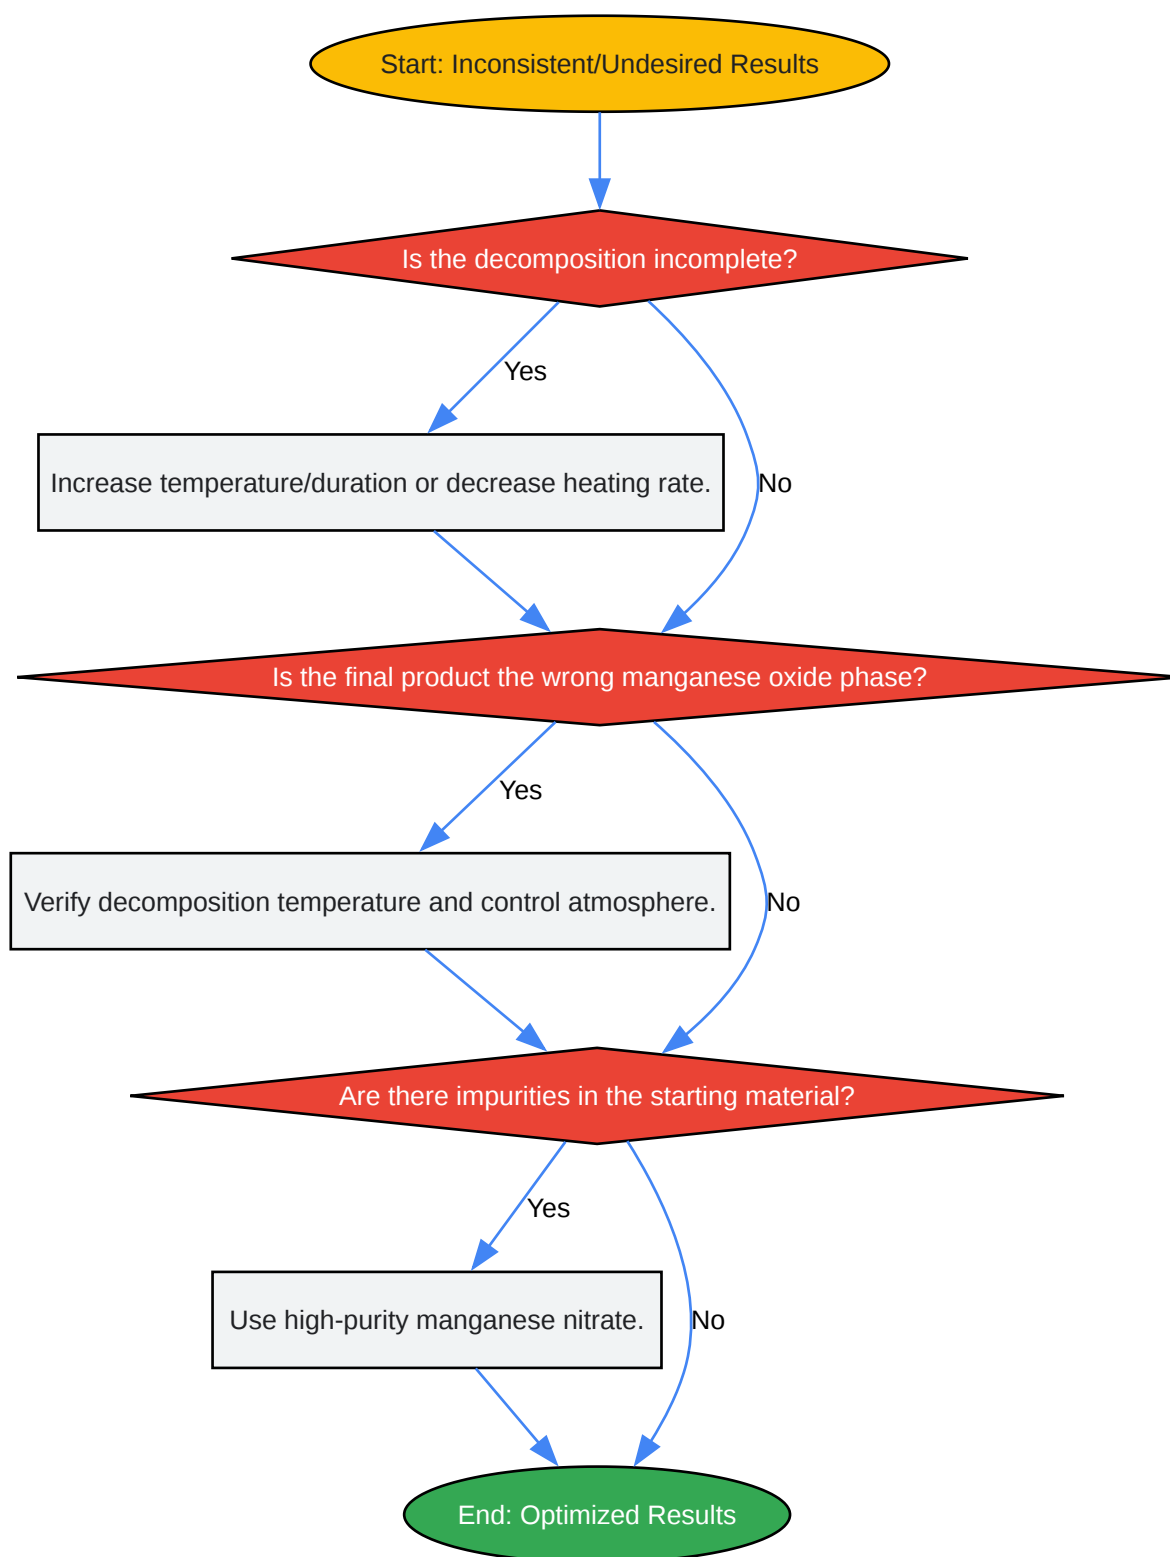 Start: Inconsistent/Undesired Results
Is the decomposition incomplete?
Yes
Increase temperature/duration or decrease heating rate.
No
Is the final product the wrong manganese oxide phase?
Yes
Verify decomposition temperature and control atmosphere.
No
Are there impurities in the starting material?
Yes
Use high-purity manganese nitrate.
No
End: Optimized Results